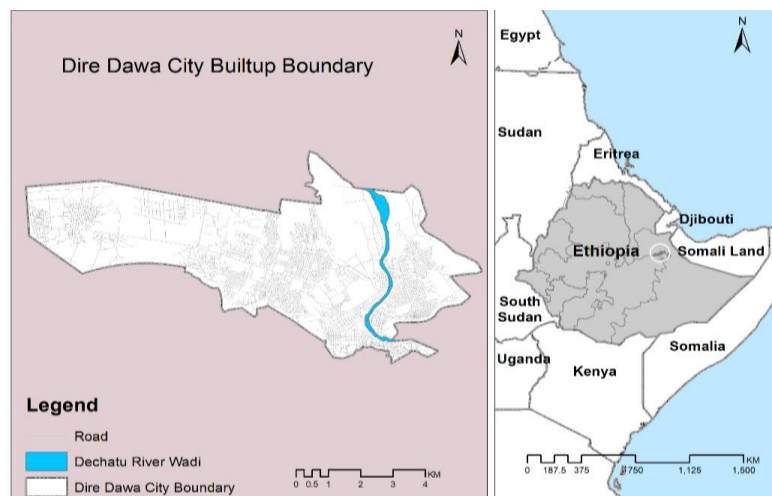 N
Dire Dawa City Builtup Boundary
Legend
Road
Dechatu River Wadi
Dire Dawa City Boundary
KM
0 0.5 1 2 3 4
N
Egypt
Sudan
Eritrea
Djibouti
Ethiopia
Somali Land
South
Sudan
Somalia
Uganda
Kenya
KM
0 187.5 375 750 1,125 1,500